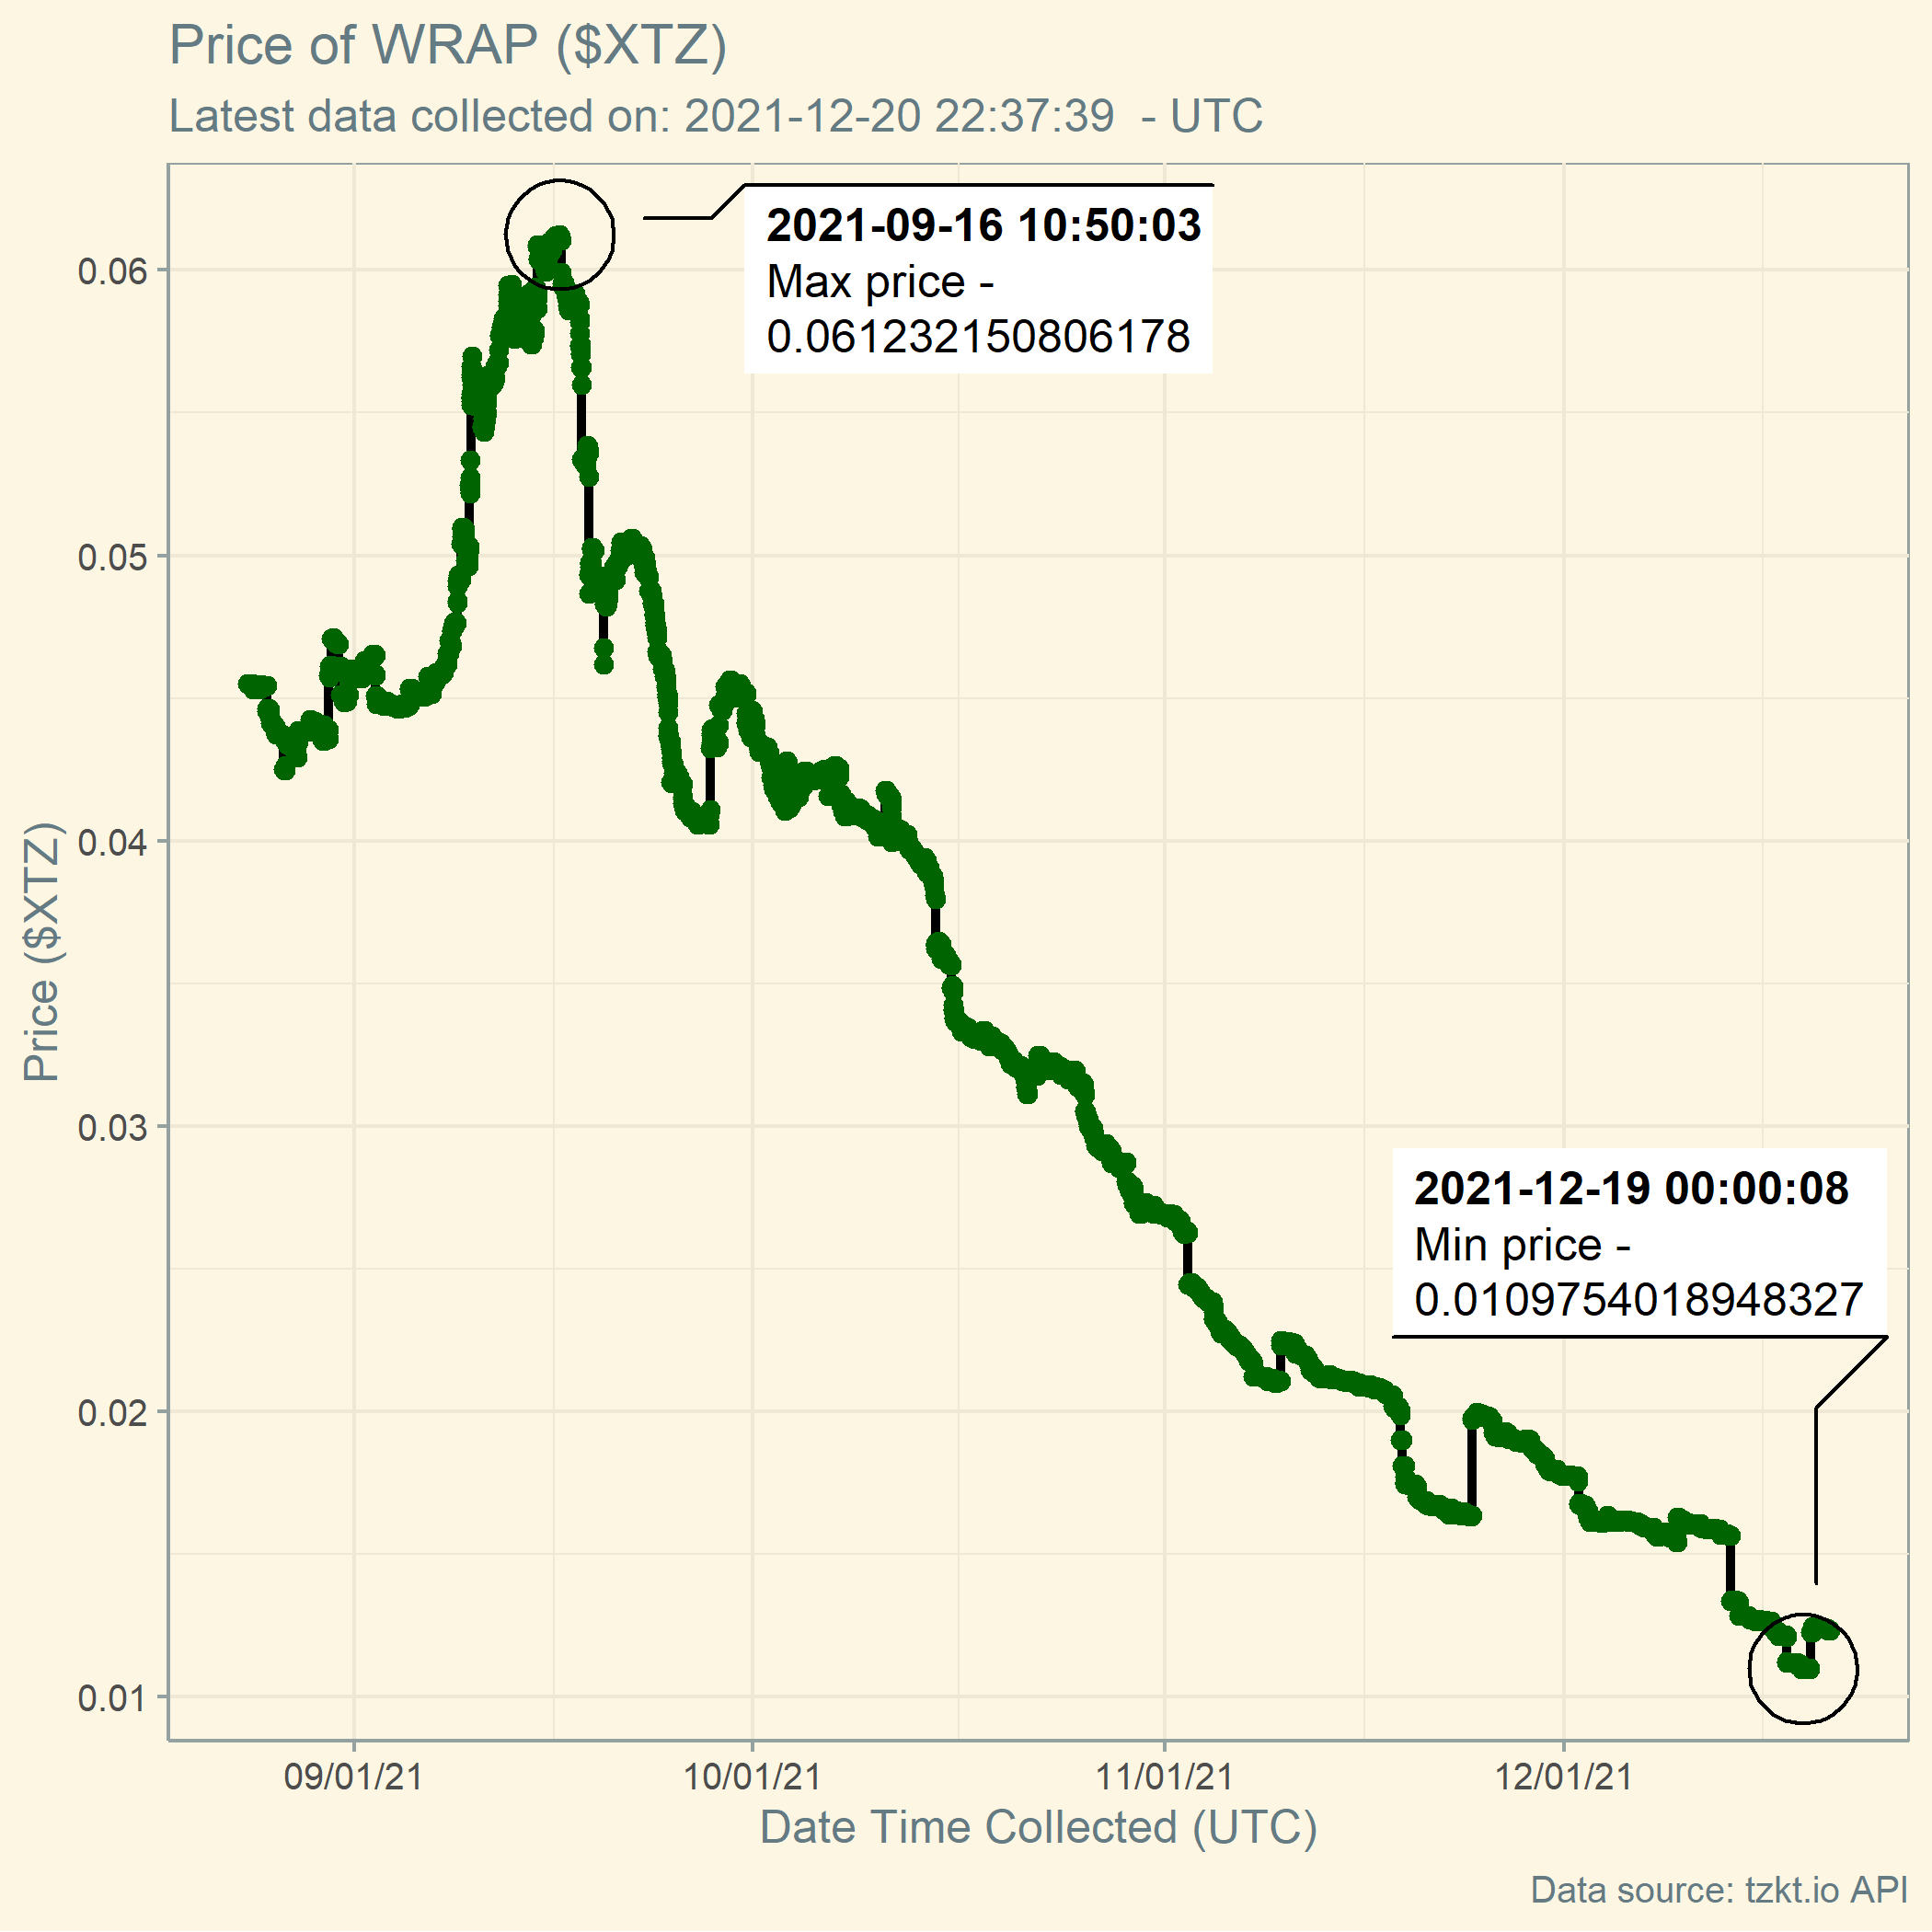 Price of WRAP ($XTZ)
Latest data collected on: 2021-12-20 22:37:39  - UTC
2021-09-16 10:50:03
Max price -
0.061232150806178
0.06
0.05
0.04
0.03
0.02
0.01
Price ($XTZ)
2021-12-19 00:00:08
Min price -
0.0109754018948327
09/01/21
10/01/21
11/01/21
12/01/21
Date Time Collected (UTC)
Data source: tzkt.io API